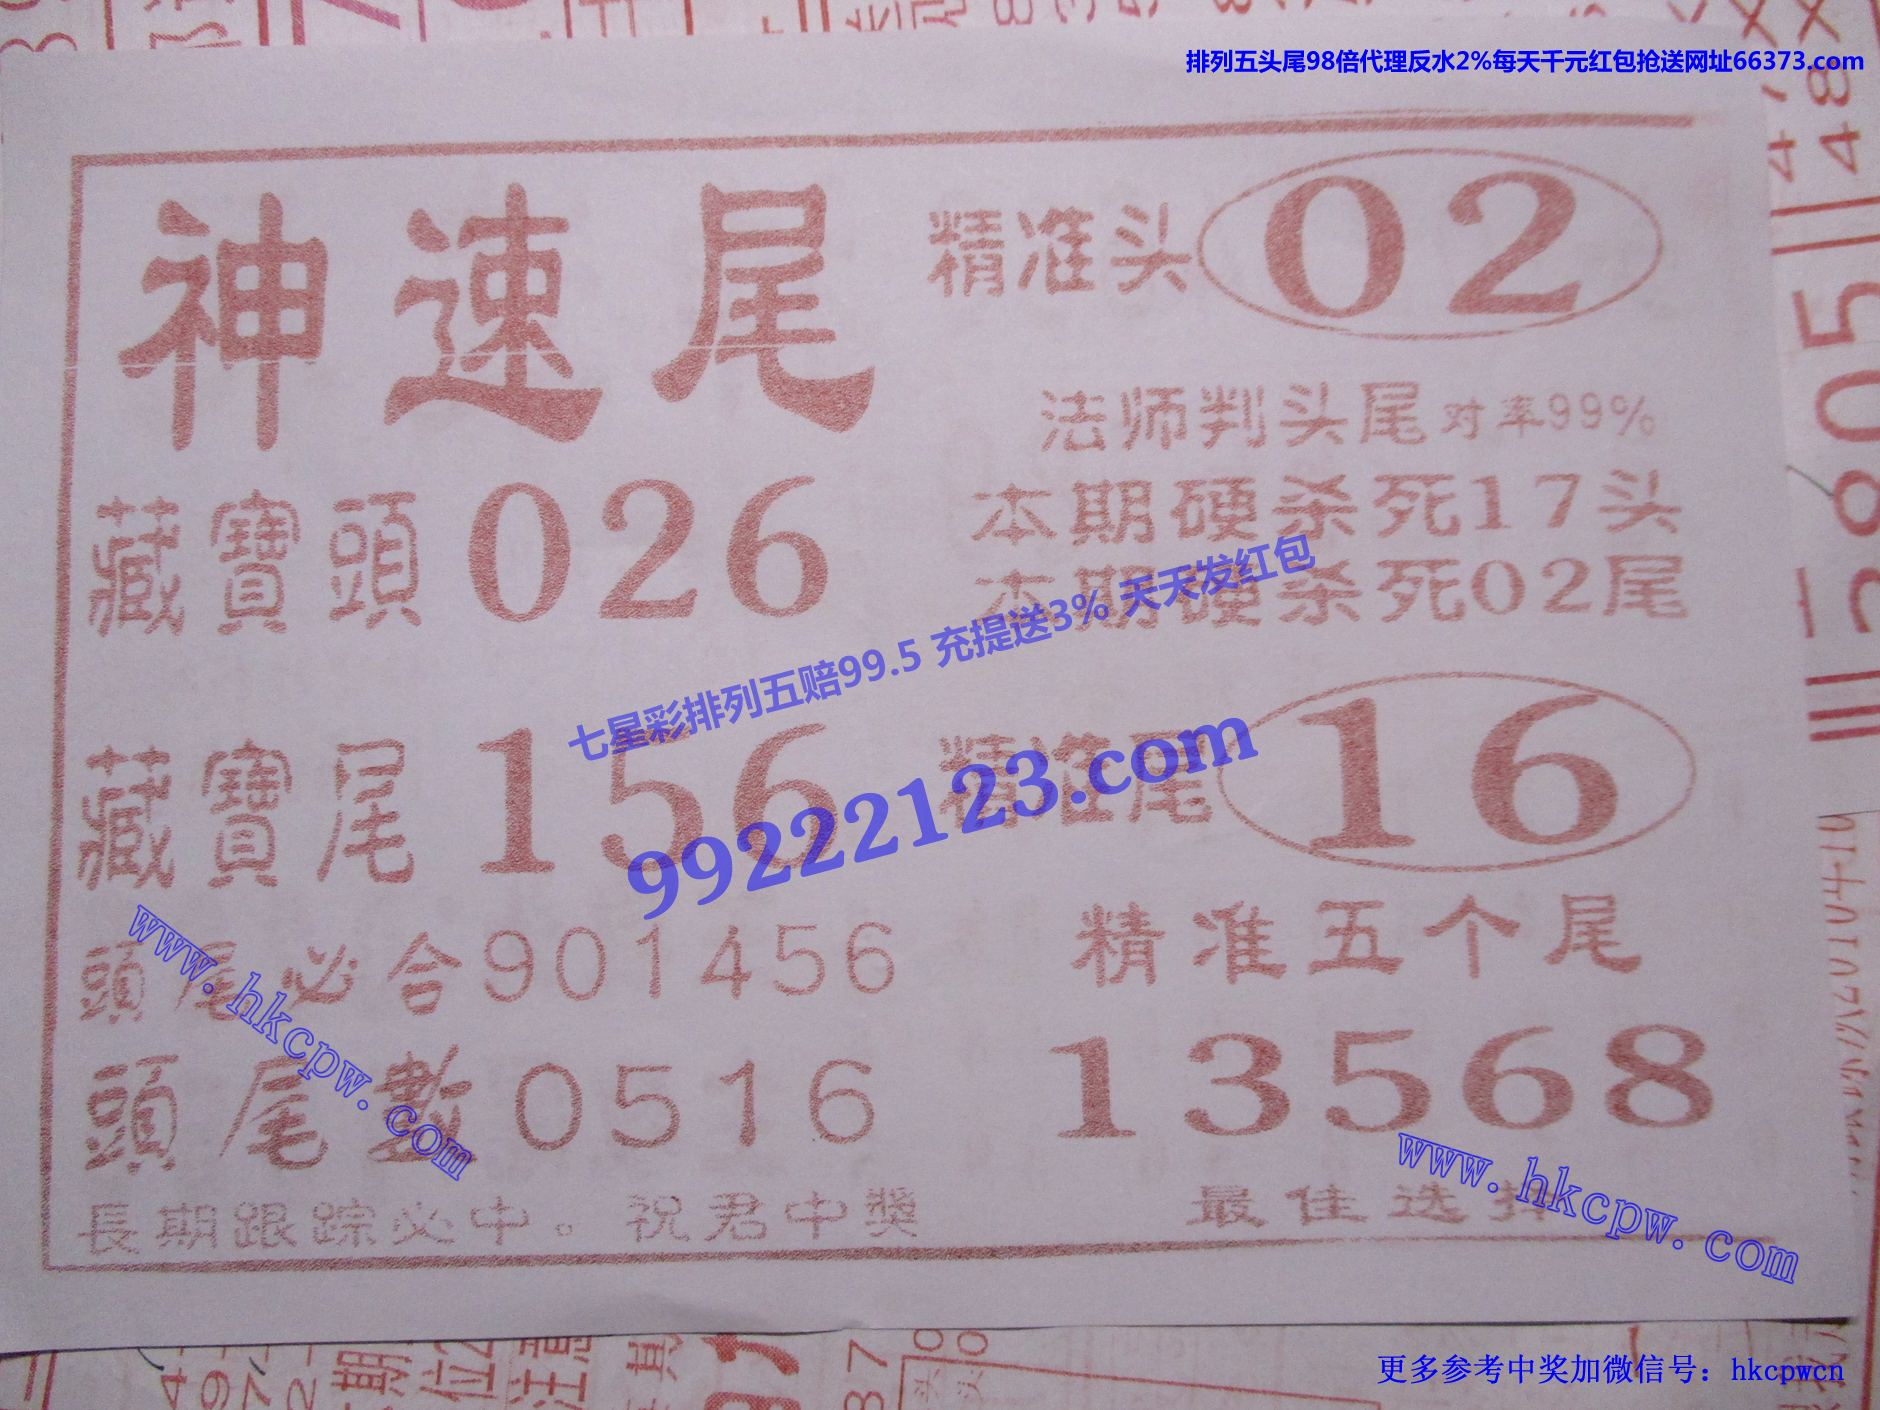 排列五头尾98倍代理反水2%每天千元红包抢送网址66373.com
神速尾
精准头 02
法师判头尾对率99%
藏寶頭 026
本期硬杀死17头
本期硬杀死02尾
七星彩排列五赔99.5 充提送3% 天天发红包
99222123.com
藏寶尾 156
精准尾 16
頭尾必合901456
精准五个尾
www.hkcpw.com
頭尾數0516
13568
長期跟踪必中。祝君中獎
最佳选择
www.hkcpw.com
更多参考中奖加微信号：hkcpwcn